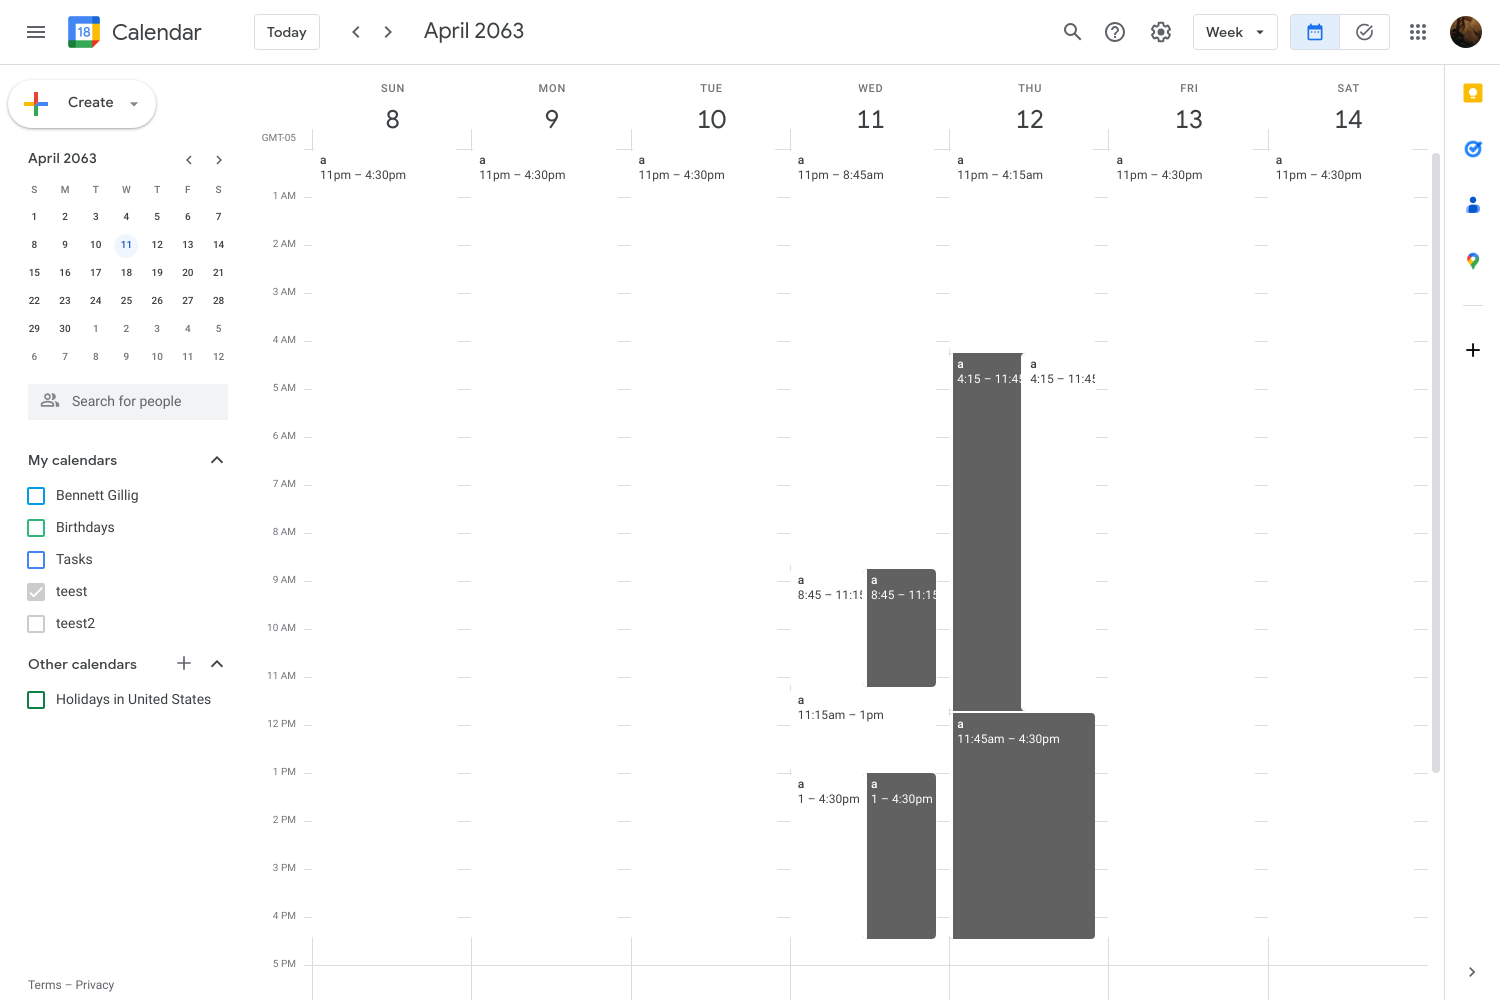 18 Calendar Today April 2063 Week
Create
April 2063
S M T W T F S
1 2 3 4 5 6 7
8 9 10 11 12 13 14
15 16 17 18 19 20 21
22 23 24 25 26 27 28
29 30 1 2 3 4 5
6 7 8 9 10 11 12
Search for people
My calendars
Bennett Gillig
Birthdays
Tasks
teest
teest2
Other calendars
Holidays in United States
Terms – Privacy
SUN MON TUE WED THU FRI SAT
8 9 10 11 12 13 14
GMT-05
a a a a a a a
11pm – 4:30pm 11pm – 4:30pm 11pm – 4:30pm 11pm – 8:45am 11pm – 4:15am 11pm – 4:30pm 11pm – 4:30pm
1 AM
2 AM
3 AM
4 AM
a a
4:15 – 11:45 4:15 – 11:45
5 AM
6 AM
7 AM
8 AM
9 AM a a
8:45 – 11:15 8:45 – 11:15
10 AM
11 AM
a
11:15am – 1pm
12 PM a
11:45am – 4:30pm
1 PM
a a
1 – 4:30pm 1 – 4:30pm
2 PM
3 PM
4 PM
5 PM